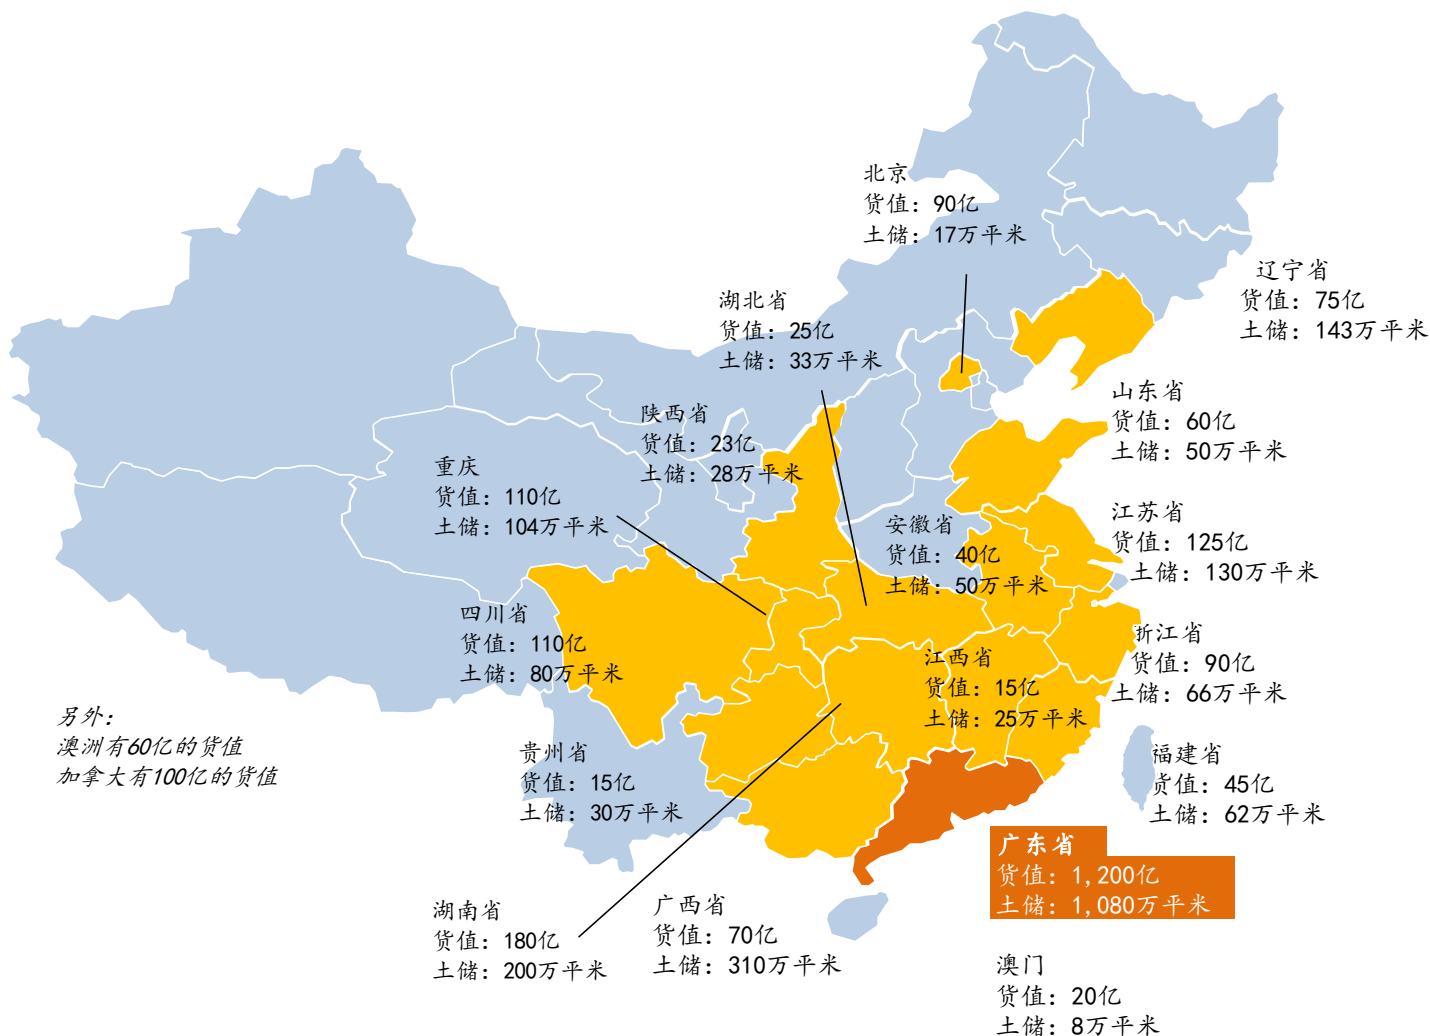 北京
货值：90亿
土储：17万平米
辽宁省
货值：75亿
土储：143万平米
湖北省
货值：25亿
土储：33万平米
山东省
货值：60亿
土储：50万平米
陕西省
货值：23亿
土储：28万平米
重庆
货值：110亿
土储：104万平米
江苏省
货值：125亿
土储：130万平米
安徽省
货值：40亿
土储：50万平米
四川省
货值：110亿
土储：80万平米
浙江省
货值：90亿
土储：66万平米
江西省
货值：15亿
土储：25万平米
另外：
澳洲有60亿的货值
加拿大有100亿的货值
贵州省
货值：15亿
土储：30万平米
福建省
货值：45亿
土储：62万平米
广东省
货值：1,200亿
土储：1,080万平米
湖南省
货值：180亿
土储：200万平米
广西省
货值：70亿
土储：310万平米
澳门
货值：20亿
土储：8万平米